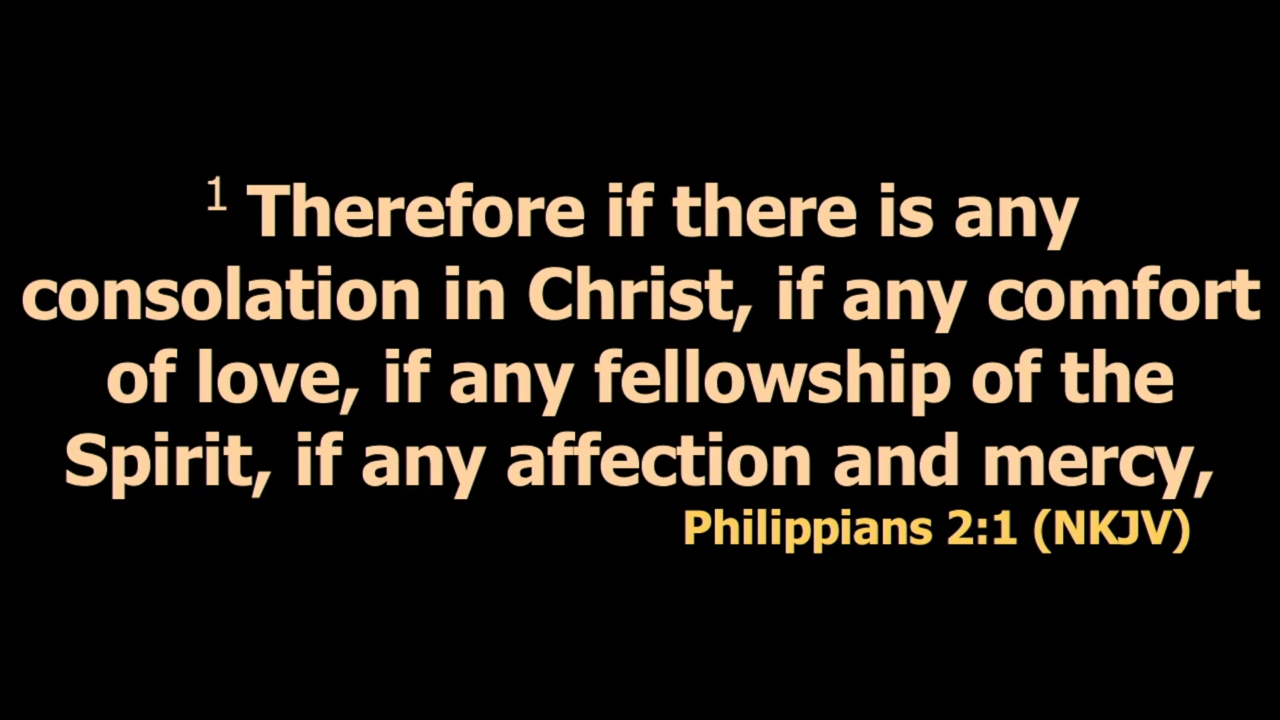 1 Therefore if there is any
consolation in Christ, if any comfort
of love, if any fellowship of the
Spirit, if any affection and mercy,
Philippians 2:1 (NKJV)